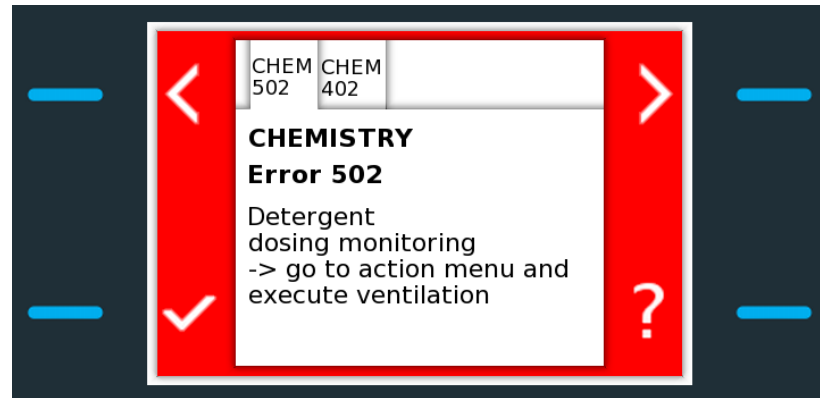 CHEM CHEM
502 402
CHEMISTRY
Error 502
Detergent
dosing monitoring
-> go to action menu and
execute ventilation
?